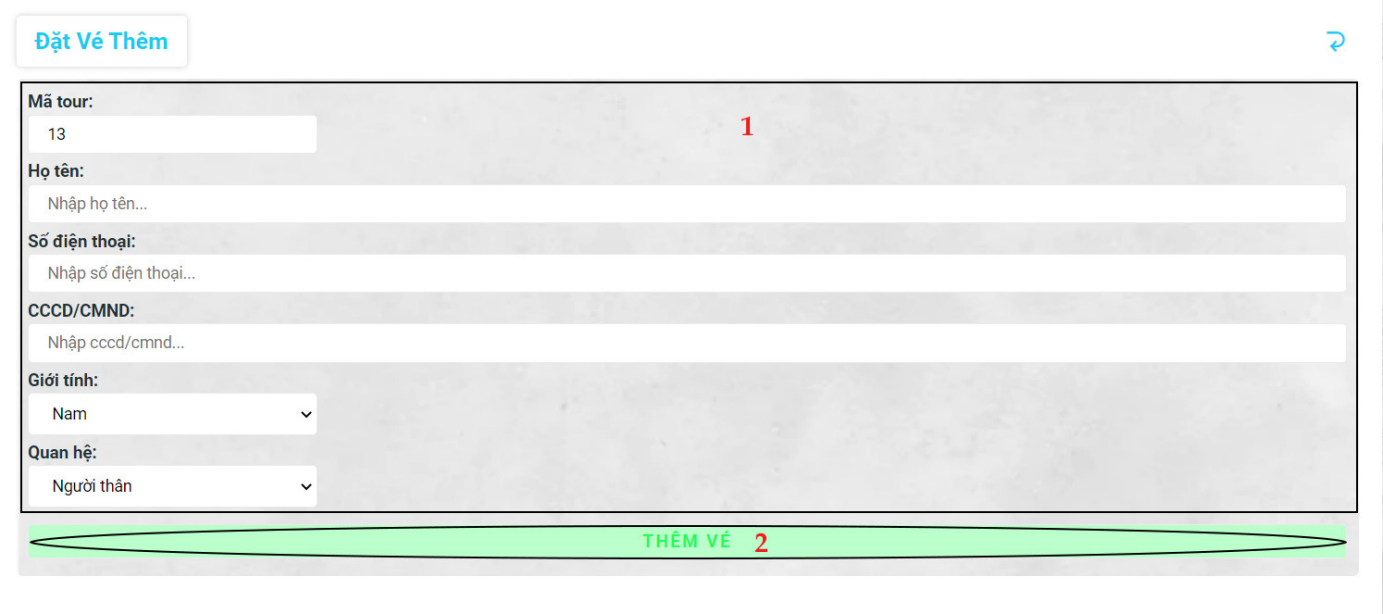 Đặt Vé Thêm
Mã tour:
13
1
Họ tên:
Nhập họ tên...
Số điện thoại:
Nhập số điện thoại...
CCCD/CMND:
Nhập cccd/cmnd...
Giới tính:
Nam
Quan hệ:
Người thân
THÊM VÉ 2